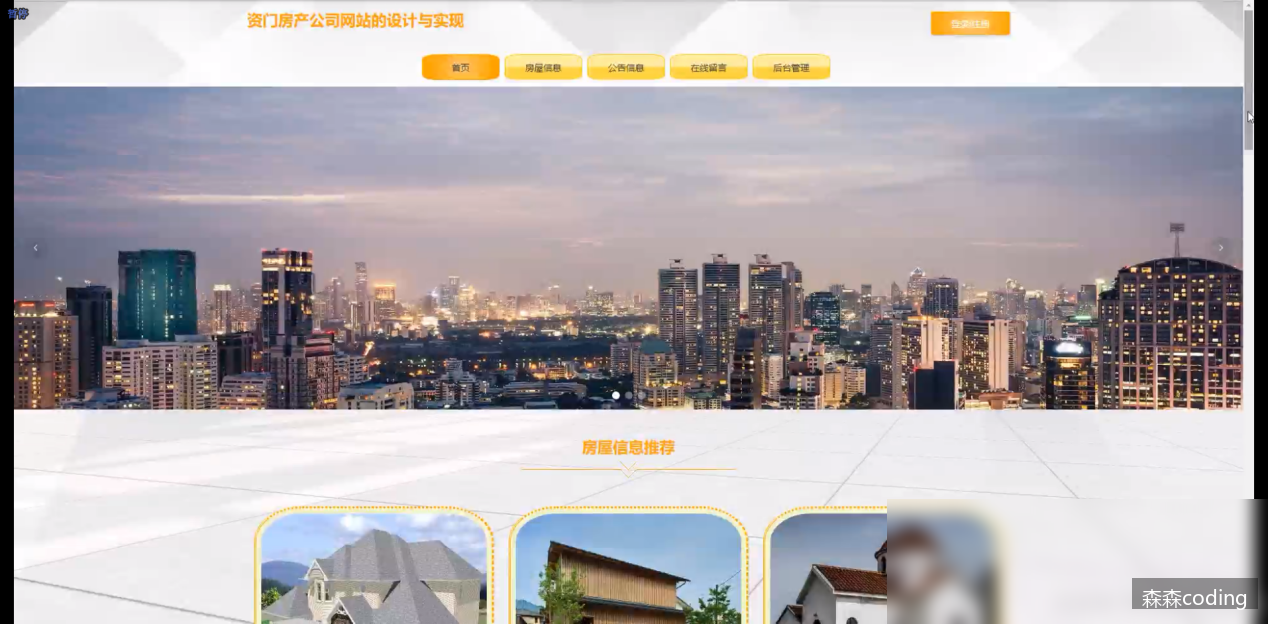 暂停
资门房产公司网站的设计与实现
登录/注册
首页
房屋信息
公告信息
在线留言
后台管理
房屋信息推荐
森森coding